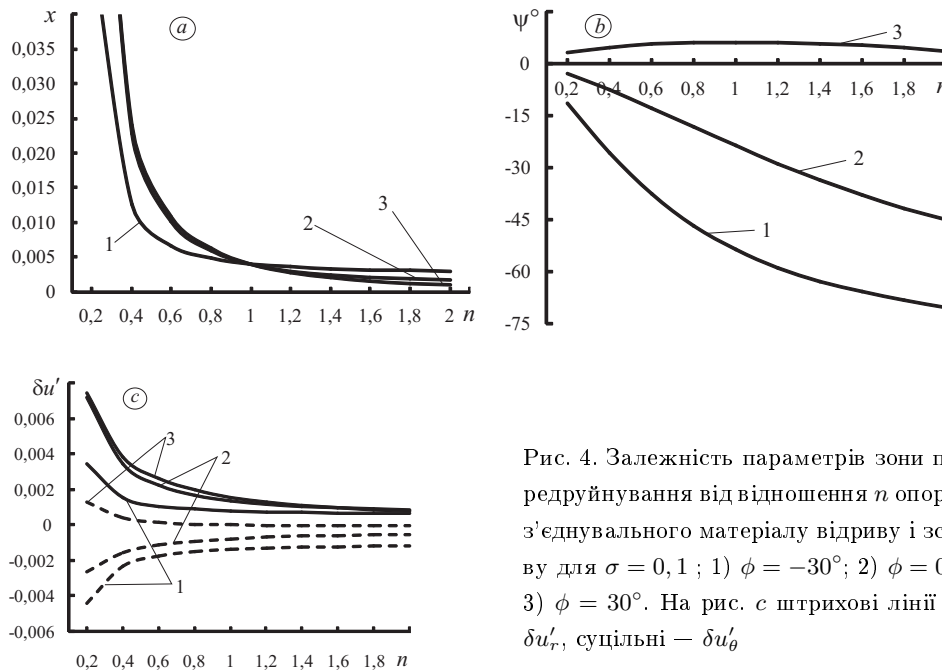 x
a
0,035
0,030
0,025
0,020
0,015
0,010
0,005
0
1
2
3
0,2 0,4 0,6 0,8 1 1,2 1,4 1,6 1,8 2 n
ψ°
b
0
-15
-30
-45
-60
-75
0,2 0,4 0,6 0,8 1 1,2 1,4 1,6 1,8
3
2
1
δu′
c
0,006
0,004
0,002
0
-0,002
-0,004
-0,006
3
2
1
0,2 0,4 0,6 0,8 1 1,2 1,4 1,6 1,8 n
Рис. 4. Залежність параметрів зони п
редруйнування від відношення n опор
з'єднувального матеріалу відриву і зс
ву для σ = 0, 1 ; 1) ϕ = −30°; 2) ϕ = 0
3) ϕ = 30°. На рис. c штрихові лінії
δu′r, суцільні – δu′θ